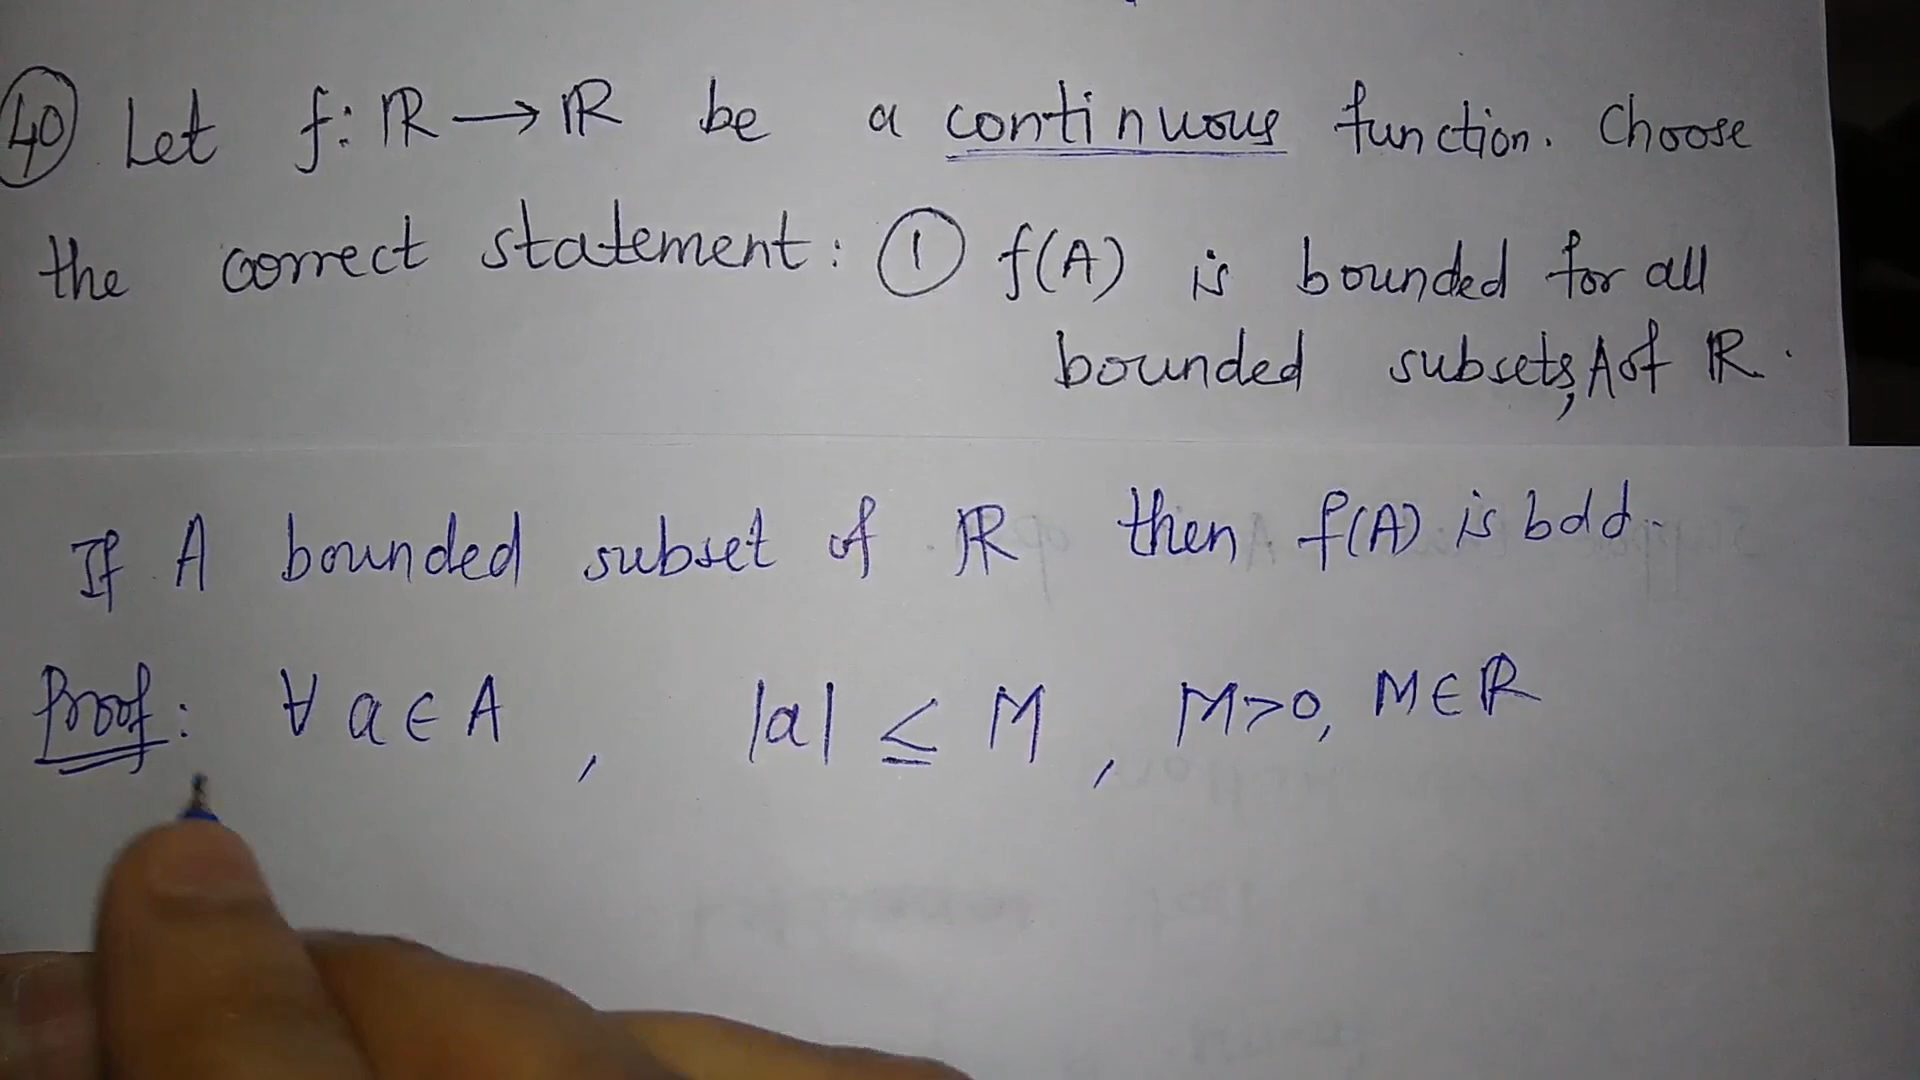 40 Let f: ℝ → ℝ be a continuous function. Choose
the correct statement: ① f(A) is bounded for all
bounded subsets, A of ℝ.
If A bounded subset of ℝ then f(A) is bdd.
Proof: ∀ a ∈ A, |a| ≤ M, M>0, M∈ℝ